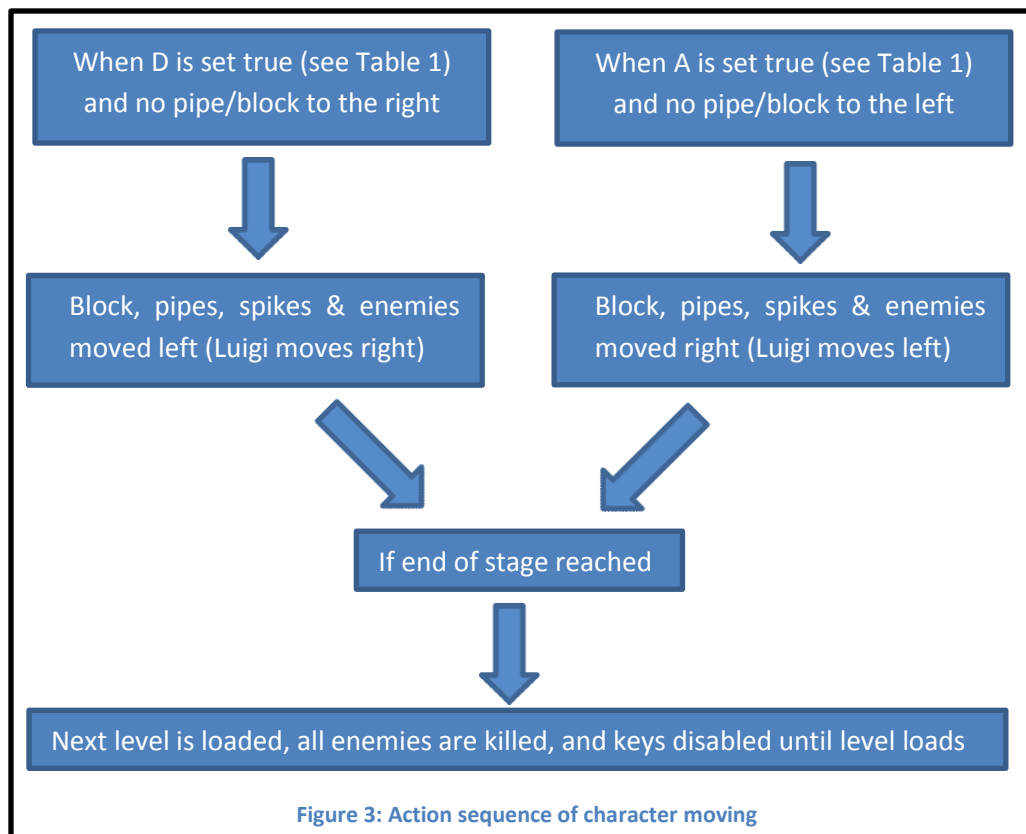 When D is set true (see Table 1)
and no pipe/block to the right
When A is set true (see Table 1)
and no pipe/block to the left
Block, pipes, spikes & enemies
moved left (Luigi moves right)
Block, pipes, spikes & enemies
moved right (Luigi moves left)
If end of stage reached
Next level is loaded, all enemies are killed, and keys disabled until level loads
Figure 3: Action sequence of character moving